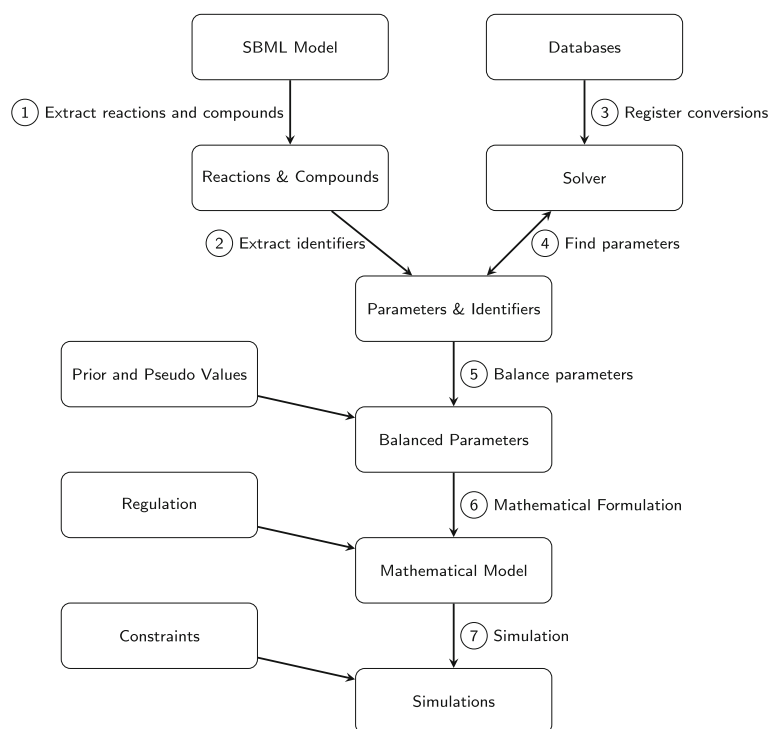 SBML Model
Databases
1 Extract reactions and compounds
3 Register conversions
Reactions & Compounds
Solver
2 Extract identifiers
4 Find parameters
Parameters & Identifiers
Prior and Pseudo Values
5 Balance parameters
Balanced Parameters
Regulation
6 Mathematical Formulation
Mathematical Model
Constraints
7 Simulation
Simulations